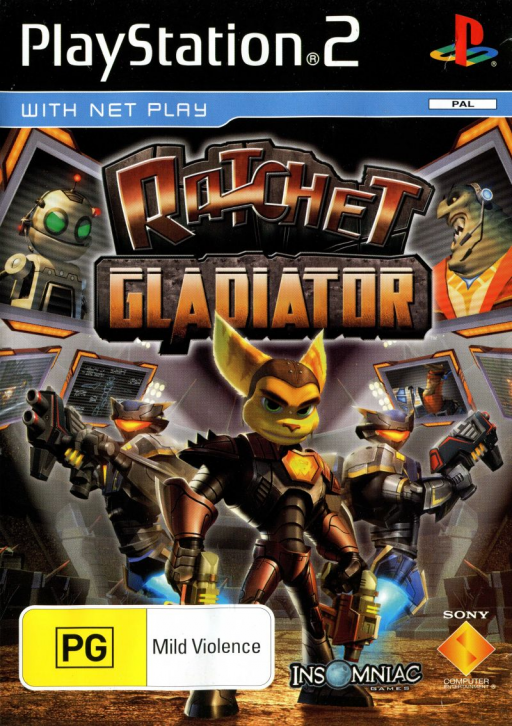 PlayStation®2
WITH NET PLAY
PAL
RATCHET
GLADIATOR
PG
Mild Violence
INSOMNIAC
GAMES
SONY
COMPUTER
ENTERTAINMENT®